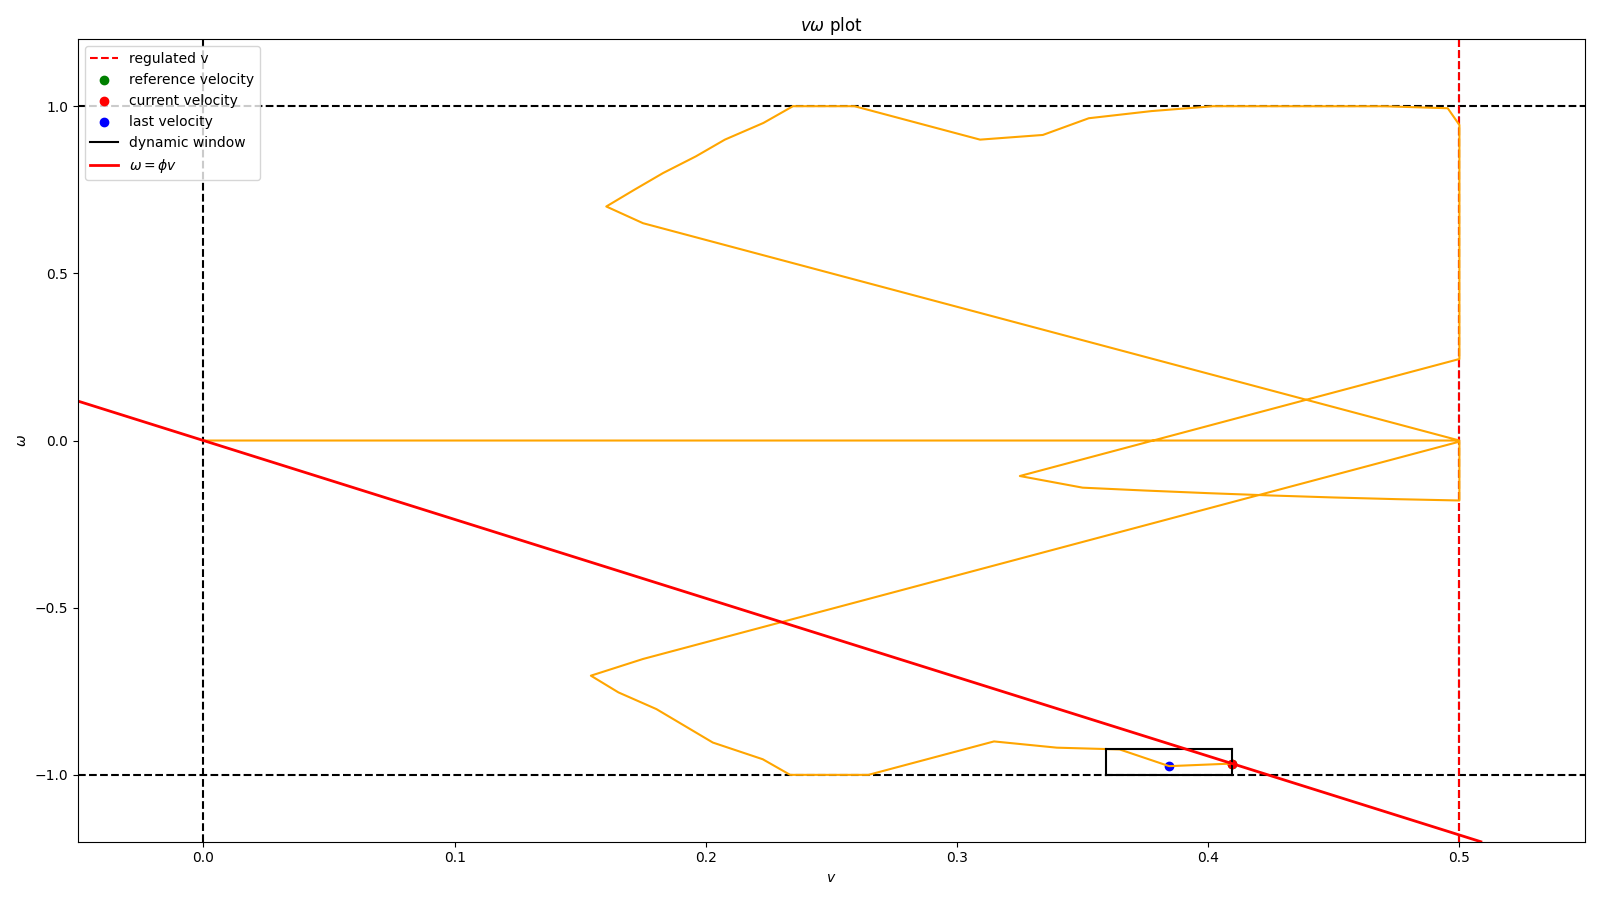 vω plot
regulated v
reference velocity
current velocity
last velocity
dynamic window
ω = ϕv
1.0
0.5
0.0
−0.5
−1.0
ω
0.0 0.1 0.2 0.3 0.4 0.5
v